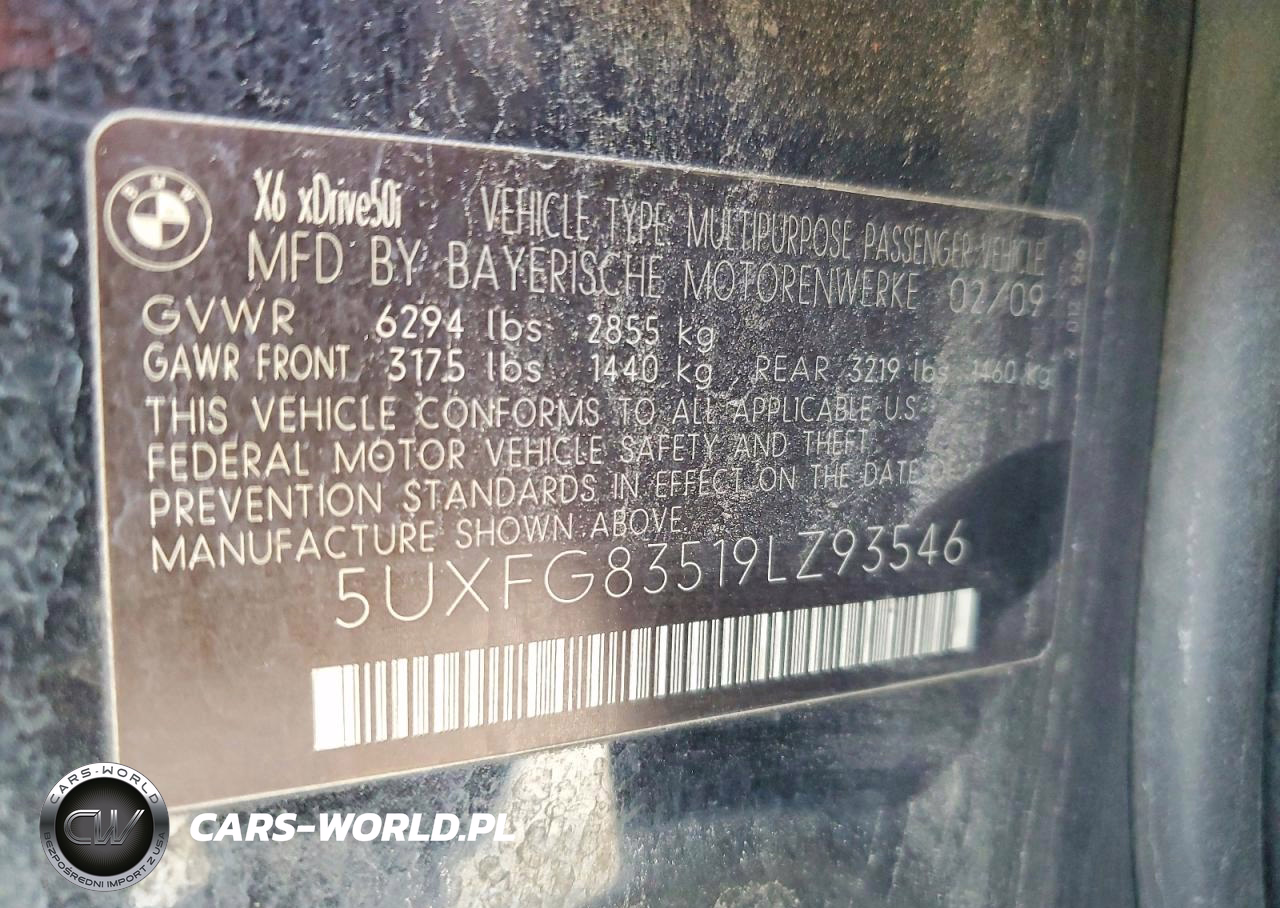 BMW
X6 xDrive50i VEHICLE TYPE: MULTIPURPOSE PASSENGER VEHICLE
MFD BY BAYERISCHE MOTORENWERKE 02/09
GVWR 6294 lbs 2855 kg
GAWR FRONT 3175 lbs 1440 kg REAR 3219 lbs 1460 kg
THIS VEHICLE CONFORMS TO ALL APPLICABLE U.S
FEDERAL MOTOR VEHICLE SAFETY AND THEFT
PREVENTION STANDARDS IN EFFECT ON THE DATE
MANUFACTURE SHOWN ABOVE.
5UXFG83519LZ93546
CARS-WORLD
CW
BEZPOŚREDNI IMPORT Z USA
CARS-WORLD.PL